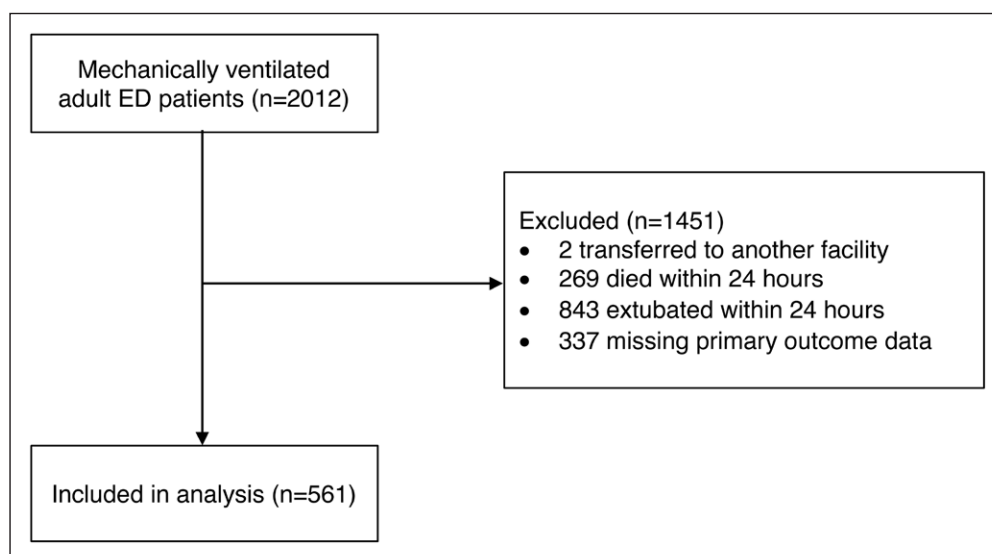 Mechanically ventilated
adult ED patients (n=2012)
Excluded (n=1451)
• 2 transferred to another facility
• 269 died within 24 hours
• 843 extubated within 24 hours
• 337 missing primary outcome data
Included in analysis (n=561)